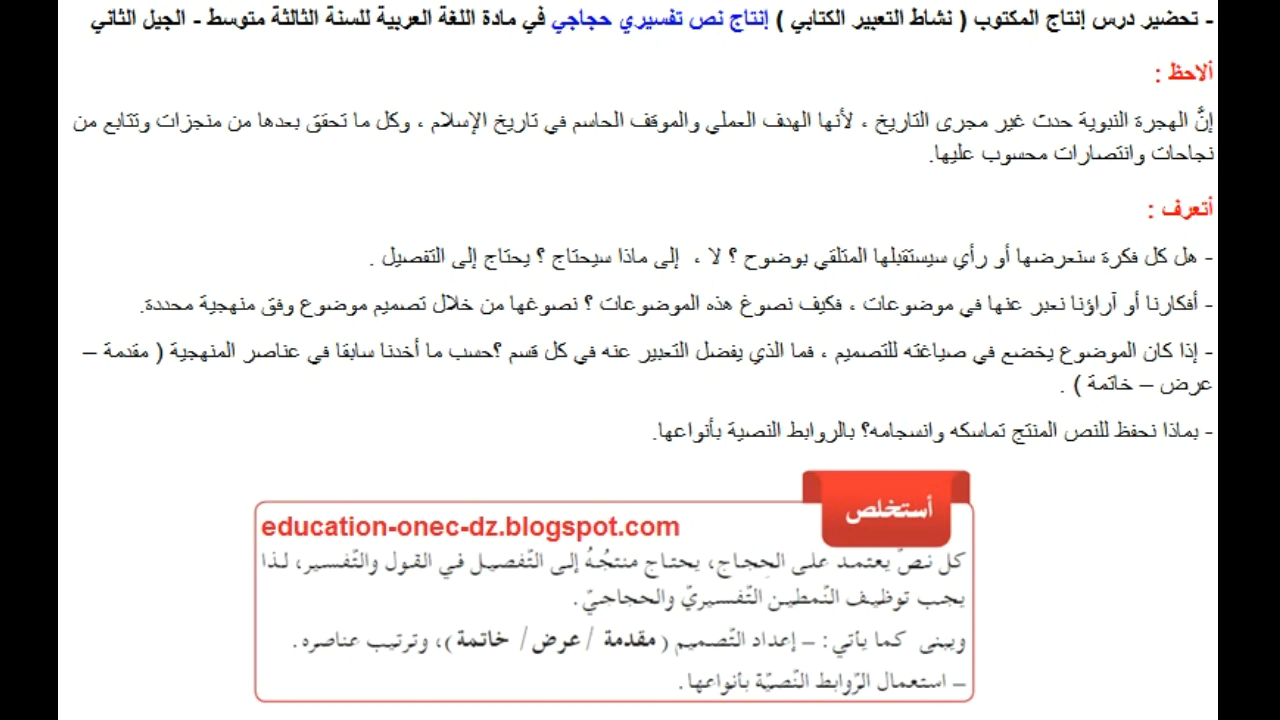 - تحضير درس إنتاج المكتوب ( نشاط التعبير الكتابي ) إنتاج نص تفسيري حجاجي في مادة اللغة العربية للسنة الثالثة متوسط - الجيل الثاني
ألاحظ :
إنَّ الهجرة النبوية حدث غير مجرى التاريخ ، لأنها الهدف العملي والموقف الحاسم في تاريخ الإسلام ، وكل ما تحقق بعدها من منجزات وتتابع من
نجاحات وانتصارات محسوب عليها.
أتعرف :
- هل كل فكرة سنعرضها أو رأي سيستقبلها المتلقي بوضوح ؟ لا ، إلى ماذا سيحتاج ؟ يحتاج إلى التفصيل .
- أفكارنا أو آراؤنا نعبر عنها في موضوعات ، فكيف نصوغ هذه الموضوعات ؟ نصوغها من خلال تصميم موضوع وفق منهجية محددة.
- إذا كان الموضوع يخضع في صياغته للتصميم ، فما الذي يفضل التعبير عنه في كل قسم ؟حسب ما أخدنا سابقا في عناصر المنهجية ( مقدمة –
عرض – خاتمة ) .
- بماذا نحفظ للنص المنتج تماسكه وانسجامه؟ بالروابط النصية بأنواعها.
أستخلص
education-onec-dz.blogspot.com
كل نصّ يعتمد على الحِجاج، يحتاج منتجُهُ إلى التّفصيل في القول والتّفسير، لذا
يجب توظيف النّمطين التّفسيريّ والحجاجيّ.
ويبنى كما يأتي: – إعداد التّصميم (مقدمة / عرض/ خاتمة)، وترتيب عناصره.
– استعمال الرّوابط النّصيّة بأنواعها.